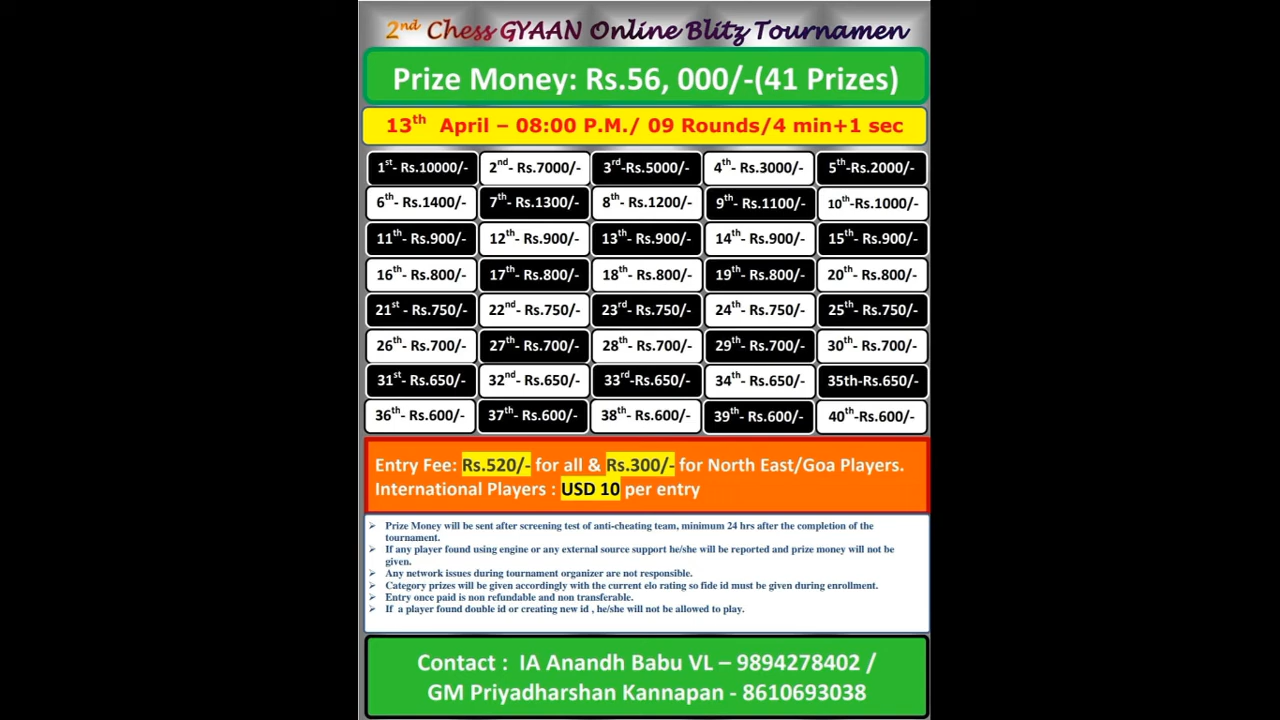 2nd Chess GYAAN Online Blitz Tournamen
Prize Money: Rs.56, 000/-(41 Prizes)
13th April – 08:00 P.M./ 09 Rounds/4 min+1 sec
1st- Rs.10000/- 2nd- Rs.7000/- 3rd-Rs.5000/- 4th- Rs.3000/- 5th-Rs.2000/-
6th- Rs.1400/- 7th- Rs.1300/- 8th- Rs.1200/- 9th- Rs.1100/- 10th-Rs.1000/-
11th- Rs.900/- 12th- Rs.900/- 13th- Rs.900/- 14th- Rs.900/- 15th- Rs.900/-
16th- Rs.800/- 17th- Rs.800/- 18th- Rs.800/- 19th- Rs.800/- 20th- Rs.800/-
21st - Rs.750/- 22nd- Rs.750/- 23rd- Rs.750/- 24th- Rs.750/- 25th- Rs.750/-
26th- Rs.700/- 27th- Rs.700/- 28th- Rs.700/- 29th- Rs.700/- 30th- Rs.700/-
31st- Rs.650/- 32nd- Rs.650/- 33rd-Rs.650/- 34th- Rs.650/- 35th-Rs.650/-
36th- Rs.600/- 37th- Rs.600/- 38th- Rs.600/- 39th- Rs.600/- 40th-Rs.600/-
Entry Fee: Rs.520/- for all & Rs.300/- for North East/Goa Players.
International Players : USD 10 per entry
Prize Money will be sent after screening test of anti-cheating team, minimum 24 hrs after the completion of the
tournament.
If any player found using engine or any external source support he/she will be reported and prize money will not be
given.
Any network issues during tournament organizer are not responsible.
Category prizes will be given accordingly with the current elo rating so fide id must be given during enrollment.
Entry once paid is non refundable and non transferable.
If a player found double id or creating new id , he/she will not be allowed to play.
Contact : IA Anandh Babu VL – 9894278402 /
GM Priyadharshan Kannapan - 8610693038